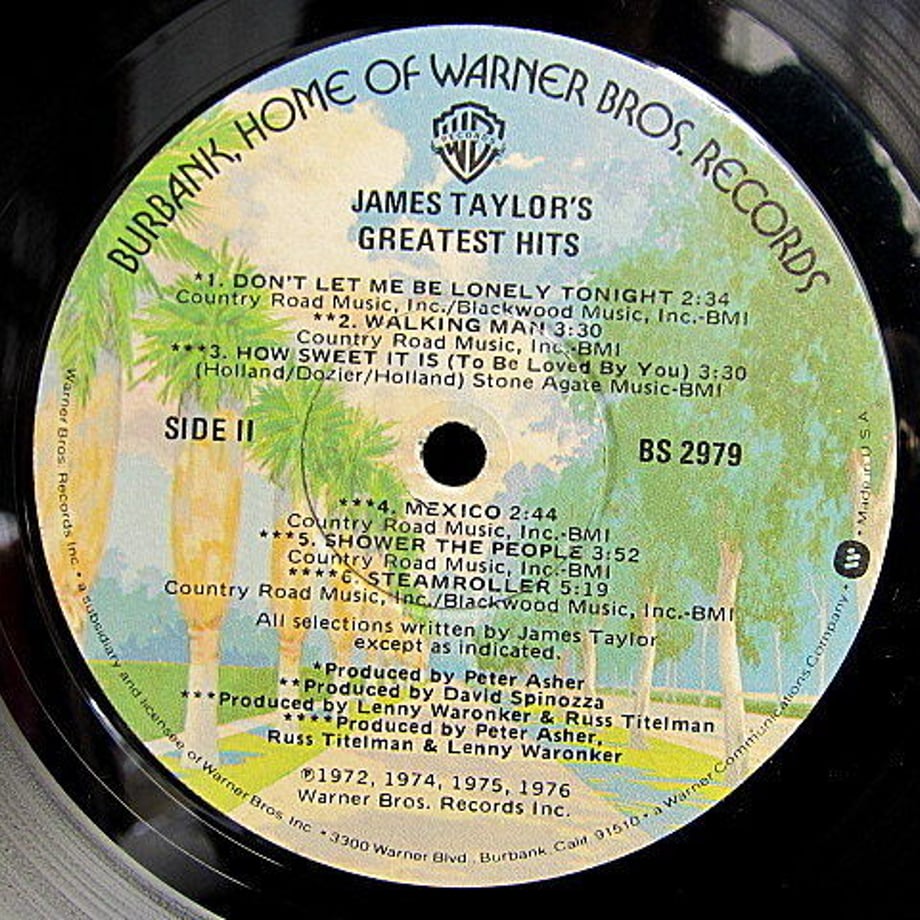 BURBANK, HOME OF WARNER BROS. RECORDS
W
RECORDS
JAMES TAYLOR'S
GREATEST HITS
*1. DON'T LET ME BE LONELY TONIGHT 2:34
Country Road Music, Inc./Blackwood Music, Inc.-BMI
**2. WALKING MAN 3:30
Country Road Music, Inc.-BMI
***3. HOW SWEET IT IS (To Be Loved By You) 3:30
(Holland/Dozier/Holland) Stone Agate Music-BMI
SIDE II
BS 2979
***4. MEXICO 2:44
Country Road Music, Inc.-BMI
***5. SHOWER THE PEOPLE 3:52
Country Road Music, Inc.-BMI
****6. STEAMROLLER 5:19
Country Road Music, Inc./Blackwood Music, Inc.-BMI
All selections written by James Taylor
except as indicated.
*Produced by Peter Asher
**Produced by David Spinozza
***Produced by Lenny Waronker & Russ Titelman
****Produced by Peter Asher,
Russ Titelman & Lenny Waronker
℗1972, 1974, 1975, 1976
Warner Bros. Records Inc.
Warner Bros. Records Inc. • a subsidiary and licensee of Warner Bros. Inc. • 3300 Warner Blvd., Burbank, Calif. 91510 • a Warner Communications Company • Made in U.S.A.